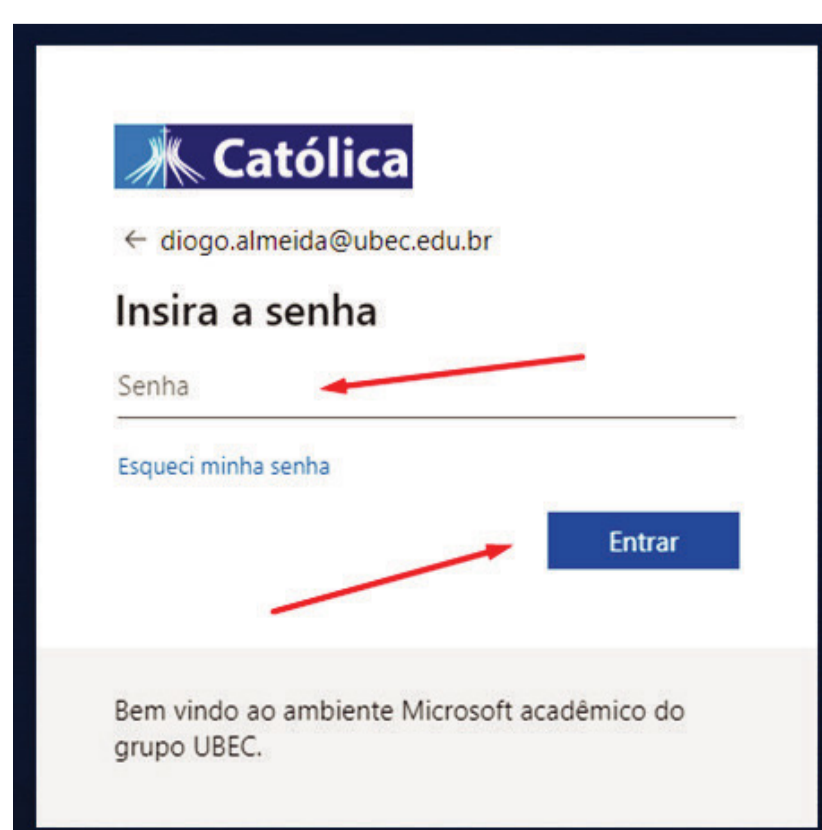 Católica
← diogo.almeida@ubec.edu.br
Insira a senha
Senha
Esqueci minha senha
Entrar
Bem vindo ao ambiente Microsoft acadêmico do
grupo UBEC.